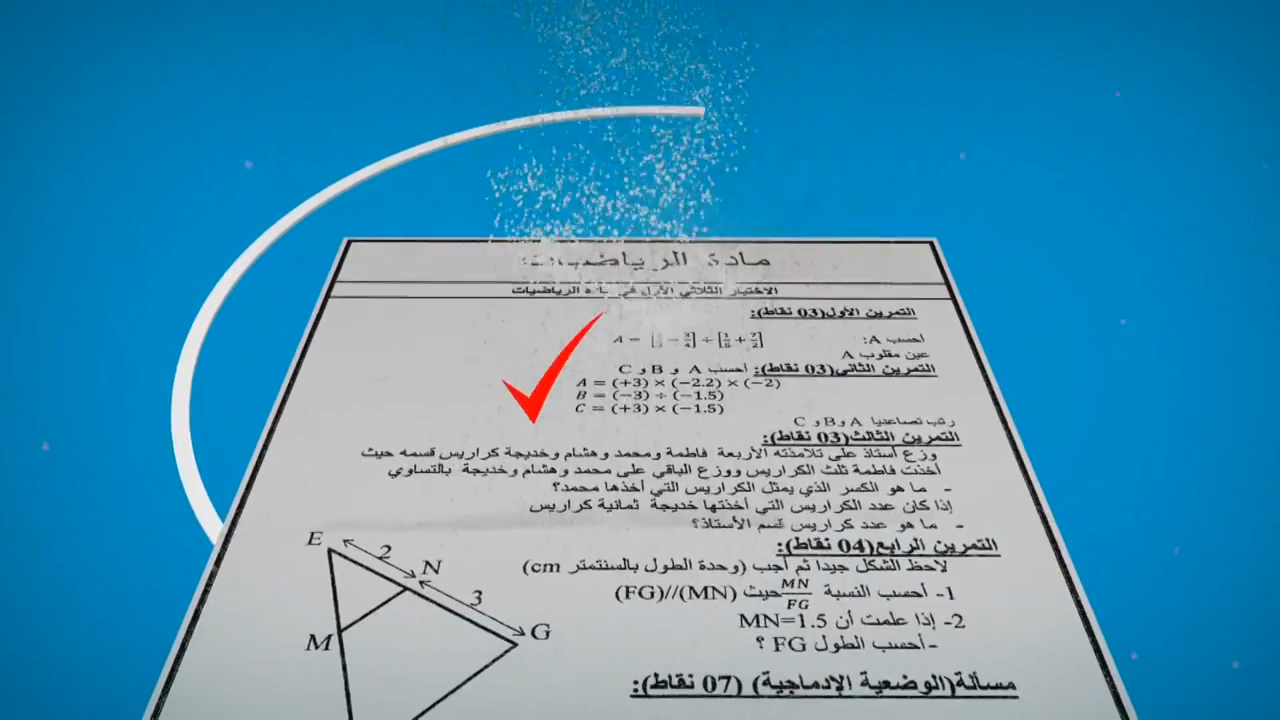 مادة الرياضيات
الاختبار الثلاثي الأول في مادة الرياضيات
التمرين الأول(03 نقاط):
أحسب A:
عين مقلوب A
التمرين الثاني(03 نقاط): أحسب A و B و C
A = (+3) × (−2.2) × (−2)
B = (−3) ÷ (−1.5)
C = (+3) × (−1.5)
رتب تصاعديا A و B و C
التمرين الثالث(03 نقاط):
وزع أستاذ على تلامذته الأربعة فاطمة ومحمد وهشام وخديجة كراريس قسمه حيث
أخذت فاطمة ثلث الكراريس ووزع الباقي على محمد وهشام وخديجة بالتساوي
- ما هو الكسر الذي يمثل الكراريس التي أخذها محمد؟
إذا كان عدد الكراريس التي أخذتها خديجة ثمانية كراريس
- ما هو عدد كراريس قسم الأستاذ؟
التمرين الرابع(04 نقاط):
لاحظ الشكل جيدا ثم أجب (وحدة الطول بالسنتمتر cm)
1- أحسب النسبة MN/FG حيث (MN)//(FG)
2- إذا علمت أن MN=1.5
-أحسب الطول FG ؟
E
2
N
3
G
M
مسألة(الوضعية الإدماجية) (07 نقاط):